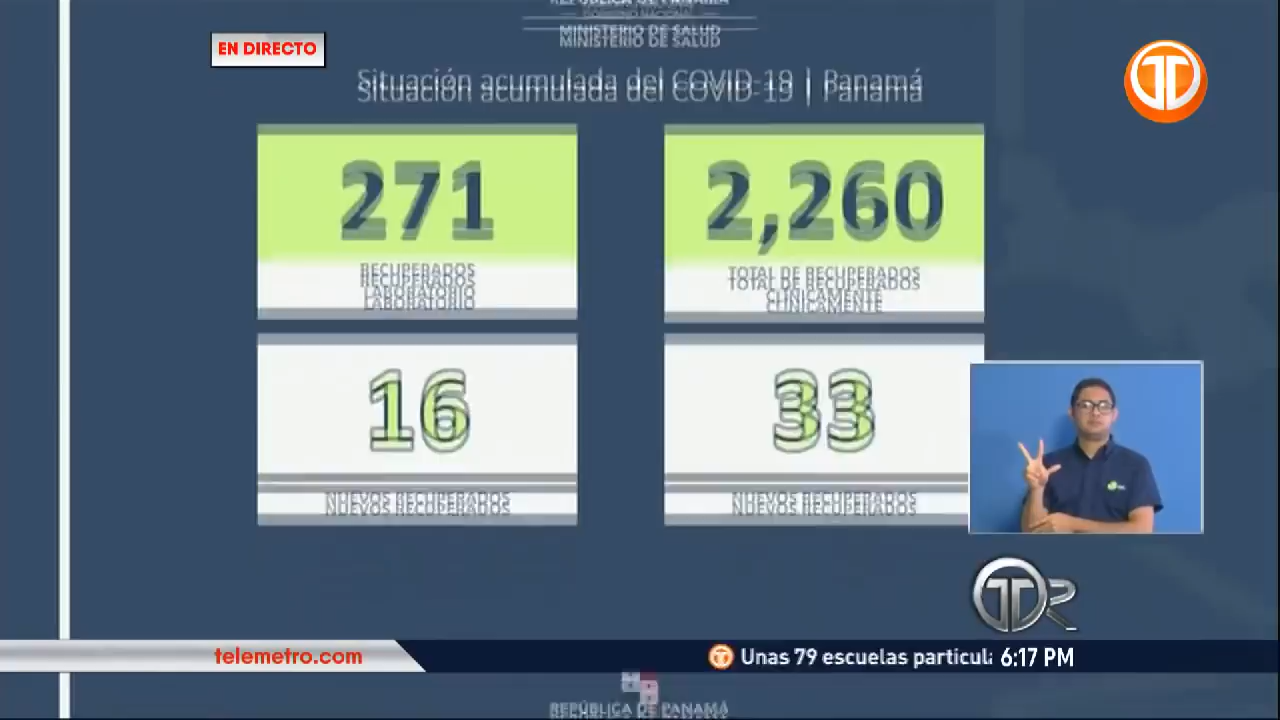 REPÚBLICA DE PANAMÁ
GOBIERNO NACIONAL
MINISTERIO DE SALUD
EN DIRECTO
Situación acumulada del COVID-19 | Panamá
271
2,260
RECUPERADOS
LABORATORIO
TOTAL DE RECUPERADOS
CLÍNICAMENTE
16
33
NUEVOS RECUPERADOS
NUEVOS RECUPERADOS
telemetro.com
Unas 79 escuelas particul
6:17 PM
REPÚBLICA DE PANAMÁ